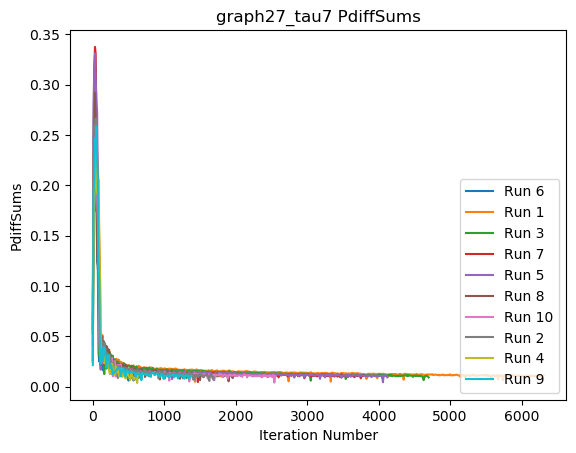 graph27_tau7 PdiffSums
0.35
0.30
0.25
0.20
0.15
0.10
0.05
0.00
PdiffSums
Run 6
Run 1
Run 3
Run 7
Run 5
Run 8
Run 10
Run 2
Run 4
Run 9
0 1000 2000 3000 4000 5000 6000
Iteration Number